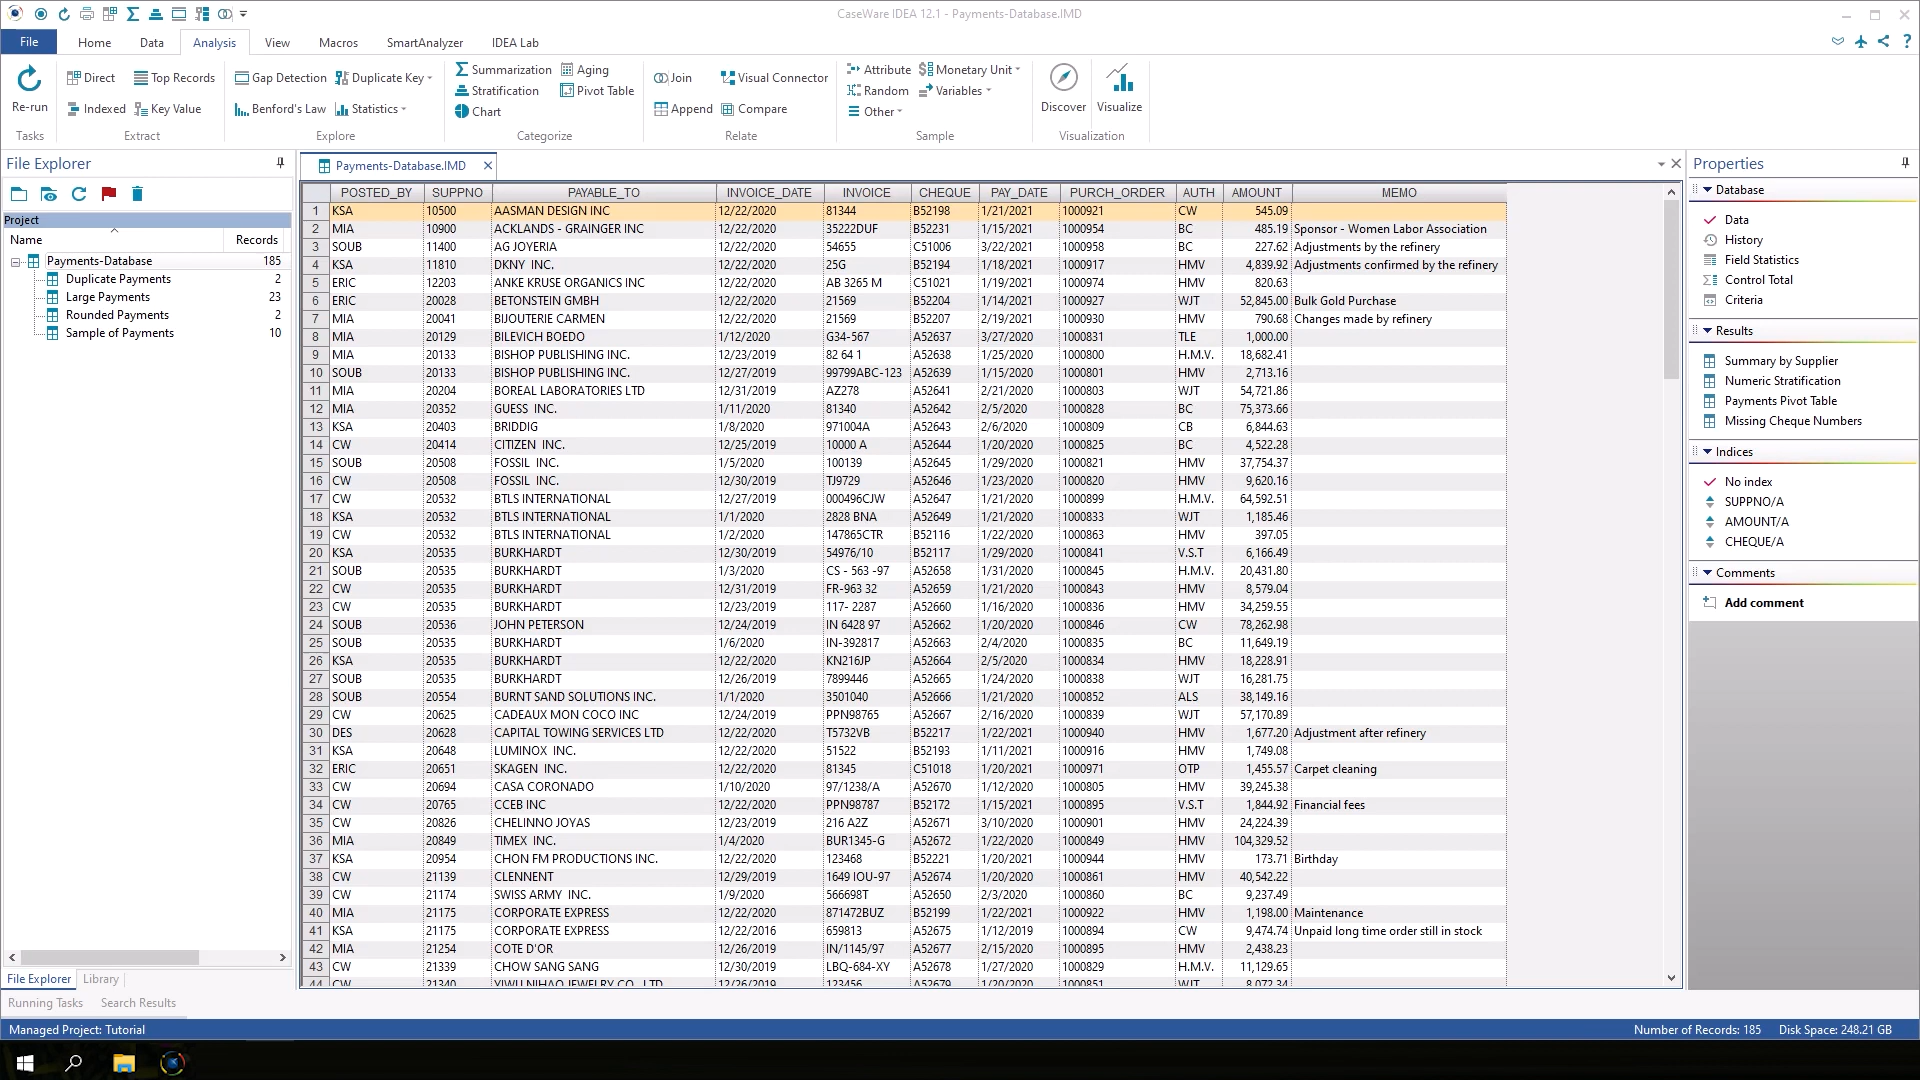 CaseWare IDEA 12.1 - Payments-Database.IMD
File Home Data Analysis View Macros SmartAnalyzer IDEA Lab
Re-run
Tasks
Direct Top Records
Indexed Key Value
Extract
Gap Detection Duplicate Key
Benford's Law Statistics
Explore
Summarization Aging
Stratification Pivot Table
Chart
Categorize
Join Visual Connector
Append Compare
Relate
Attribute Monetary Unit
Random Variables
Other
Sample
Discover Visualize
Visualization
File Explorer
Project
Name Records
Payments-Database 185
Duplicate Payments 2
Large Payments 23
Rounded Payments 2
Sample of Payments 10
File Explorer Library
Running Tasks Search Results
Payments-Database.IMD
POSTED_BY SUPPNO PAYABLE_TO INVOICE_DATE INVOICE CHEQUE PAY_DATE PURCH_ORDER AUTH AMOUNT MEMO
1 KSA 10500 AASMAN DESIGN INC 12/22/2020 81344 B52198 1/21/2021 1000921 CW 545.09
2 MIA 10900 ACKLANDS - GRAINGER INC 12/22/2020 35222DUF B52231 1/15/2021 1000954 BC 485.19 Sponsor - Women Labor Association
3 SOUB 11400 AG JOYERIA 12/22/2020 54655 C51006 3/22/2021 1000958 BC 227.62 Adjustments by the refinery
4 KSA 11810 DKNY INC. 12/22/2020 25G B52194 1/18/2021 1000917 HMV 4,839.92 Adjustments confirmed by the refinery
5 ERIC 12203 ANKE KRUSE ORGANICS INC 12/22/2020 AB 3265 M C51021 1/19/2021 1000974 HMV 820.63
6 ERIC 20028 BETONSTEIN GMBH 12/22/2020 21569 B52204 1/14/2021 1000927 WJT 52,845.00 Bulk Gold Purchase
7 MIA 20041 BIJOUTERIE CARMEN 12/22/2020 21569 B52207 2/19/2021 1000930 HMV 790.68 Changes made by refinery
8 MIA 20129 BILEVICH BOEDO 1/12/2020 G34-567 A52637 3/27/2020 1000831 TLE 1,000.00
9 MIA 20133 BISHOP PUBLISHING INC. 12/23/2019 82 64 1 A52638 1/25/2020 1000800 H.M.V. 18,682.41
10 SOUB 20133 BISHOP PUBLISHING INC. 12/27/2019 99799ABC-123 A52639 1/15/2020 1000801 HMV 2,713.16
11 MIA 20204 BOREAL LABORATORIES LTD 12/31/2019 AZ278 A52641 2/21/2020 1000803 WJT 54,721.86
12 MIA 20352 GUESS INC. 1/11/2020 81340 A52642 2/5/2020 1000828 BC 75,373.66
13 KSA 20403 BRIDDIG 1/8/2020 971004A A52643 2/6/2020 1000809 CB 6,844.63
14 CW 20414 CITIZEN INC. 12/25/2019 10000 A A52644 1/20/2020 1000825 BC 4,522.28
15 SOUB 20508 FOSSIL INC. 1/5/2020 100139 A52645 1/29/2020 1000821 HMV 37,754.37
16 CW 20508 FOSSIL INC. 12/30/2019 TJ9729 A52646 1/23/2020 1000820 HMV 9,620.16
17 CW 20532 BTLS INTERNATIONAL 12/27/2019 000496CJW A52647 1/21/2020 1000899 H.M.V. 64,592.51
18 KSA 20532 BTLS INTERNATIONAL 1/1/2020 2828 BNA A52649 1/21/2020 1000833 WJT 1,185.46
19 CW 20532 BTLS INTERNATIONAL 1/2/2020 147865CTR B52116 1/22/2020 1000863 HMV 397.05
20 KSA 20535 BURKHARDT 12/30/2019 54976/10 B52117 1/29/2020 1000841 V.S.T 6,166.49
21 SOUB 20535 BURKHARDT 1/3/2020 CS - 563 -97 A52658 1/31/2020 1000845 H.M.V. 20,431.80
22 CW 20535 BURKHARDT 12/31/2019 FR-963 32 A52659 1/21/2020 1000843 HMV 8,579.04
23 CW 20535 BURKHARDT 12/23/2019 117- 2287 A52660 1/16/2020 1000836 HMV 34,259.55
24 SOUB 20536 JOHN PETERSON 12/24/2019 IN 6428 97 A52662 1/20/2020 1000846 CW 78,262.98
25 SOUB 20535 BURKHARDT 1/6/2020 IN-392817 A52663 2/4/2020 1000835 BC 11,649.19
26 KSA 20535 BURKHARDT 12/22/2020 KN216JP A52664 2/5/2020 1000834 HMV 18,228.91
27 SOUB 20535 BURKHARDT 12/26/2019 7899446 A52665 1/24/2020 1000838 WJT 16,281.75
28 SOUB 20554 BURNT SAND SOLUTIONS INC. 1/1/2020 3501040 A52666 1/21/2020 1000852 ALS 38,149.16
29 CW 20625 CADEAUX MON COCO INC 12/24/2019 PPN98765 A52667 2/16/2020 1000839 WJT 57,170.89
30 DES 20628 CAPITAL TOWING SERVICES LTD 12/22/2020 T5732VB B52217 1/22/2021 1000940 HMV 1,677.20 Adjustment after refinery
31 KSA 20648 LUMINOX INC. 12/22/2020 51522 B52193 1/11/2021 1000916 HMV 1,749.08
32 ERIC 20651 SKAGEN INC. 12/22/2020 81345 C51018 1/20/2021 1000971 OTP 1,455.57 Carpet cleaning
33 CW 20694 CASA CORONADO 1/10/2020 97/1238/A A52670 1/12/2020 1000805 HMV 39,245.38
34 CW 20765 CCEB INC 12/22/2020 PPN98787 B52172 1/15/2021 1000895 V.S.T 1,844.92 Financial fees
35 CW 20826 CHELINNO JOYAS 12/23/2019 216 A2Z A52671 3/10/2020 1000901 HMV 24,224.39
36 MIA 20849 TIMEX INC. 1/4/2020 BUR1345-G A52672 1/22/2020 1000849 HMV 104,329.52
37 KSA 20954 CHON FM PRODUCTIONS INC. 12/22/2020 123468 B52221 1/20/2021 1000944 HMV 173.71 Birthday
38 CW 21139 CLENNENT 12/29/2019 1649 IOU-97 A52674 1/20/2020 1000861 HMV 40,542.22
39 CW 21174 SWISS ARMY INC. 1/9/2020 566698T A52650 2/3/2020 1000860 BC 9,237.49
40 MIA 21175 CORPORATE EXPRESS 12/22/2020 871472BUZ B52199 1/22/2021 1000922 HMV 1,198.00 Maintenance
41 KSA 21175 CORPORATE EXPRESS 12/22/2016 659813 A52675 1/12/2019 1000894 CW 9,474.74 Unpaid long time order still in stock
42 MIA 21254 COTE D'OR 12/26/2019 IN/1145/97 A52677 2/15/2020 1000895 HMV 2,438.23
43 CW 21339 CHOW SANG SANG 12/30/2019 LBQ-684-XY A52678 1/27/2020 1000829 H.M.V. 11,129.65
44 CW 21340 YIWU NIHAO JEWELRY CO., LTD 12/26/2019 123456 A52679 1/20/2020 1000851 WJT 8,072.34
Properties
Database
Data
History
Field Statistics
Control Total
Criteria
Results
Summary by Supplier
Numeric Stratification
Payments Pivot Table
Missing Cheque Numbers
Indices
No index
SUPPNO/A
AMOUNT/A
CHEQUE/A
Comments
Add comment
Managed Project: Tutorial
Number of Records: 185 Disk Space: 248.21 GB